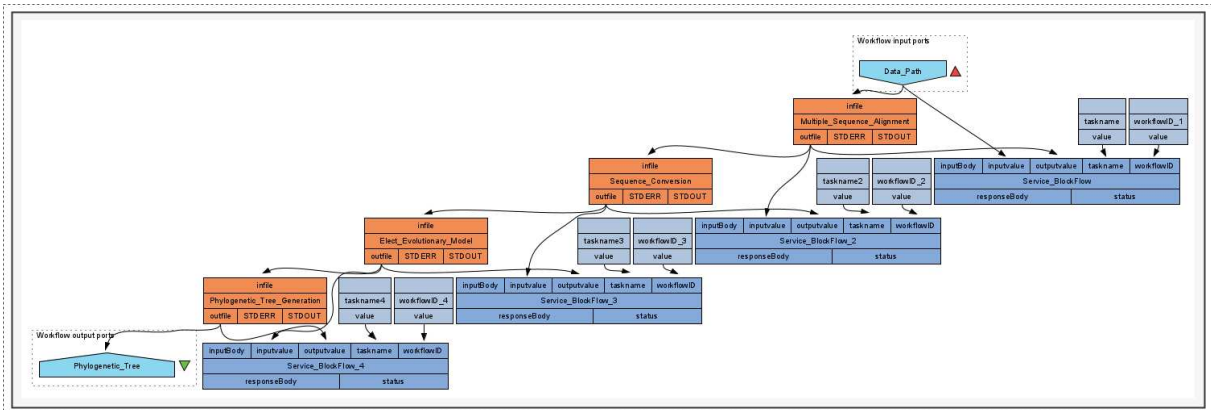 Workflow input ports
Data_Path
infile
Multiple_Sequence_Alignment
outfile STDERR STDOUT
taskname workflowID_1
value value
inputBody inputvalue outputvalue taskname workflowID
Service_BlockFlow
responseBody status
infile
Sequence_Conversion
outfile STDERR STDOUT
taskname2 workflowID_2
value value
inputBody inputvalue outputvalue taskname workflowID
Service_BlockFlow_2
responseBody status
infile
Elect_Evolutionary_Model
outfile STDERR STDOUT
taskname3 workflowID_3
value value
inputBody inputvalue outputvalue taskname workflowID
Service_BlockFlow_3
responseBody status
infile
Phylogenetic_Tree_Generation
outfile STDERR STDOUT
taskname4 workflowID_4
value value
inputBody inputvalue outputvalue taskname workflowID
Service_BlockFlow_4
responseBody status
Workflow output ports
Phylogenetic_Tree